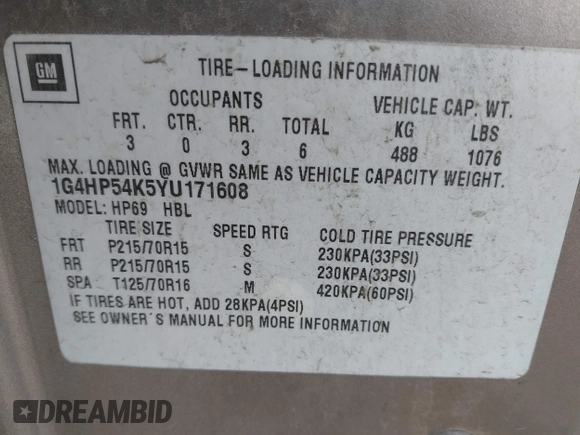 GM
TIRE-LOADING INFORMATION
OCCUPANTS VEHICLE CAP. WT.
FRT. CTR. RR. TOTAL KG LBS
3 0 3 6 488 1076
MAX. LOADING @ GVWR SAME AS VEHICLE CAPACITY WEIGHT.
1G4HP54K5YU171608
MODEL: HP69 HBL
TIRE SIZE SPEED RTG COLD TIRE PRESSURE
FRT P215/70R15 S 230KPA(33PSI)
RR P215/70R15 S 230KPA(33PSI)
SPA T125/70R16 M 420KPA(60PSI)
IF TIRES ARE HOT, ADD 28KPA(4PSI)
SEE OWNER'S MANUAL FOR MORE INFORMATION
DREAMBID